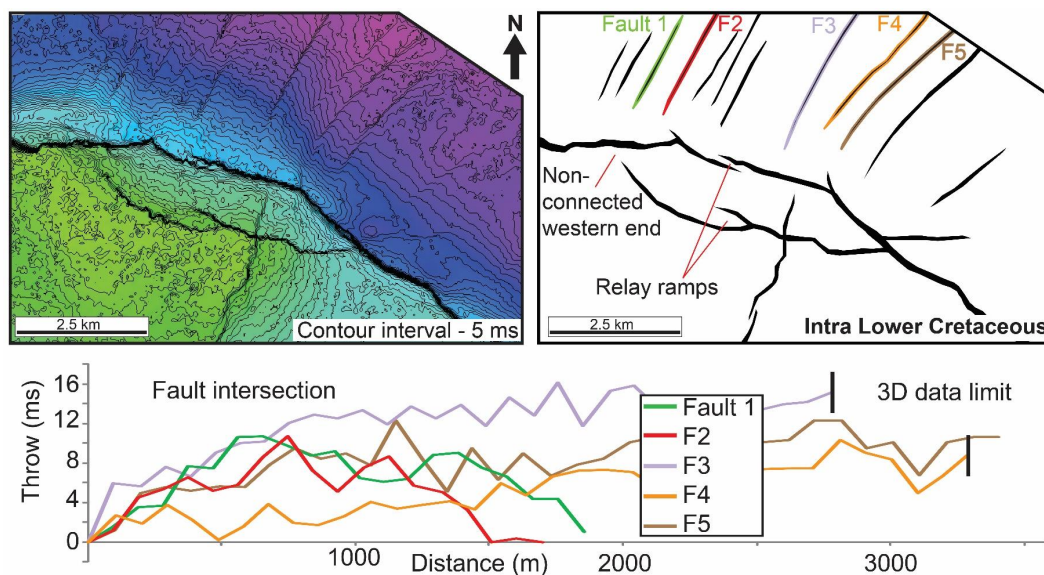 N
2.5 km
Contour interval - 5 ms
Fault 1
F2
F3
F4
F5
Non-
connected
western end
Relay ramps
2.5 km
Intra Lower Cretaceous
Throw (ms)
16
12
8
4
0
Fault intersection
3D data limit
Fault 1
F2
F3
F4
F5
1000
2000
3000
Distance (m)